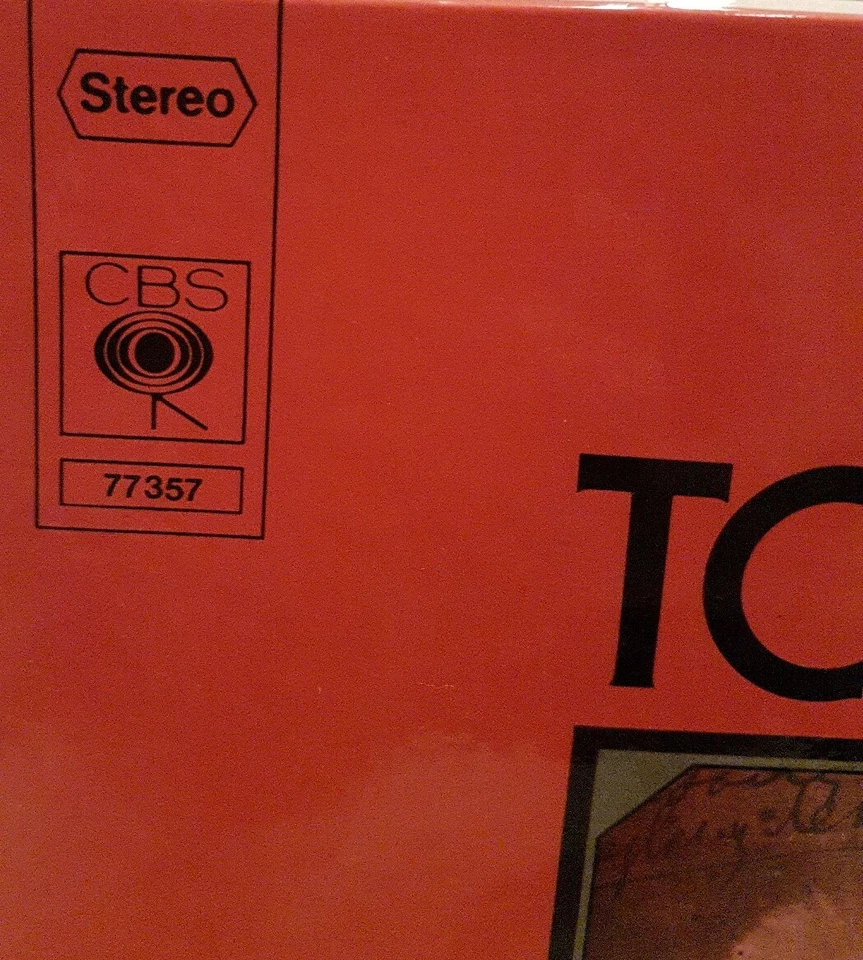 Stereo
CBS
77357
TO